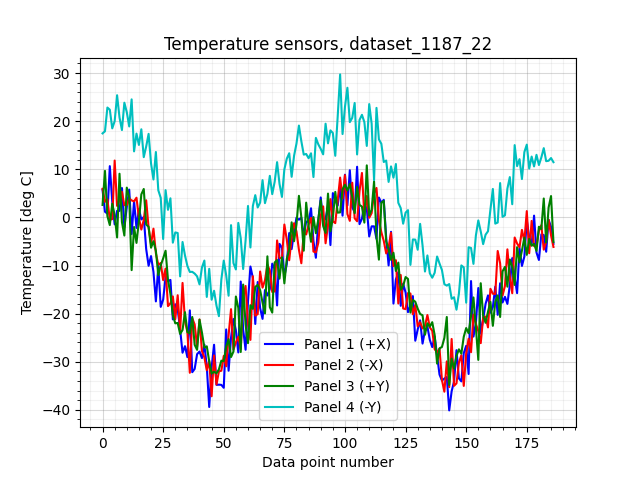 Temperature sensors, dataset_1187_22
Temperature [deg C]
30
20
10
0
−10
−20
−30
−40
Panel 1 (+X)
Panel 2 (-X)
Panel 3 (+Y)
Panel 4 (-Y)
0 25 50 75 100 125 150 175
Data point number